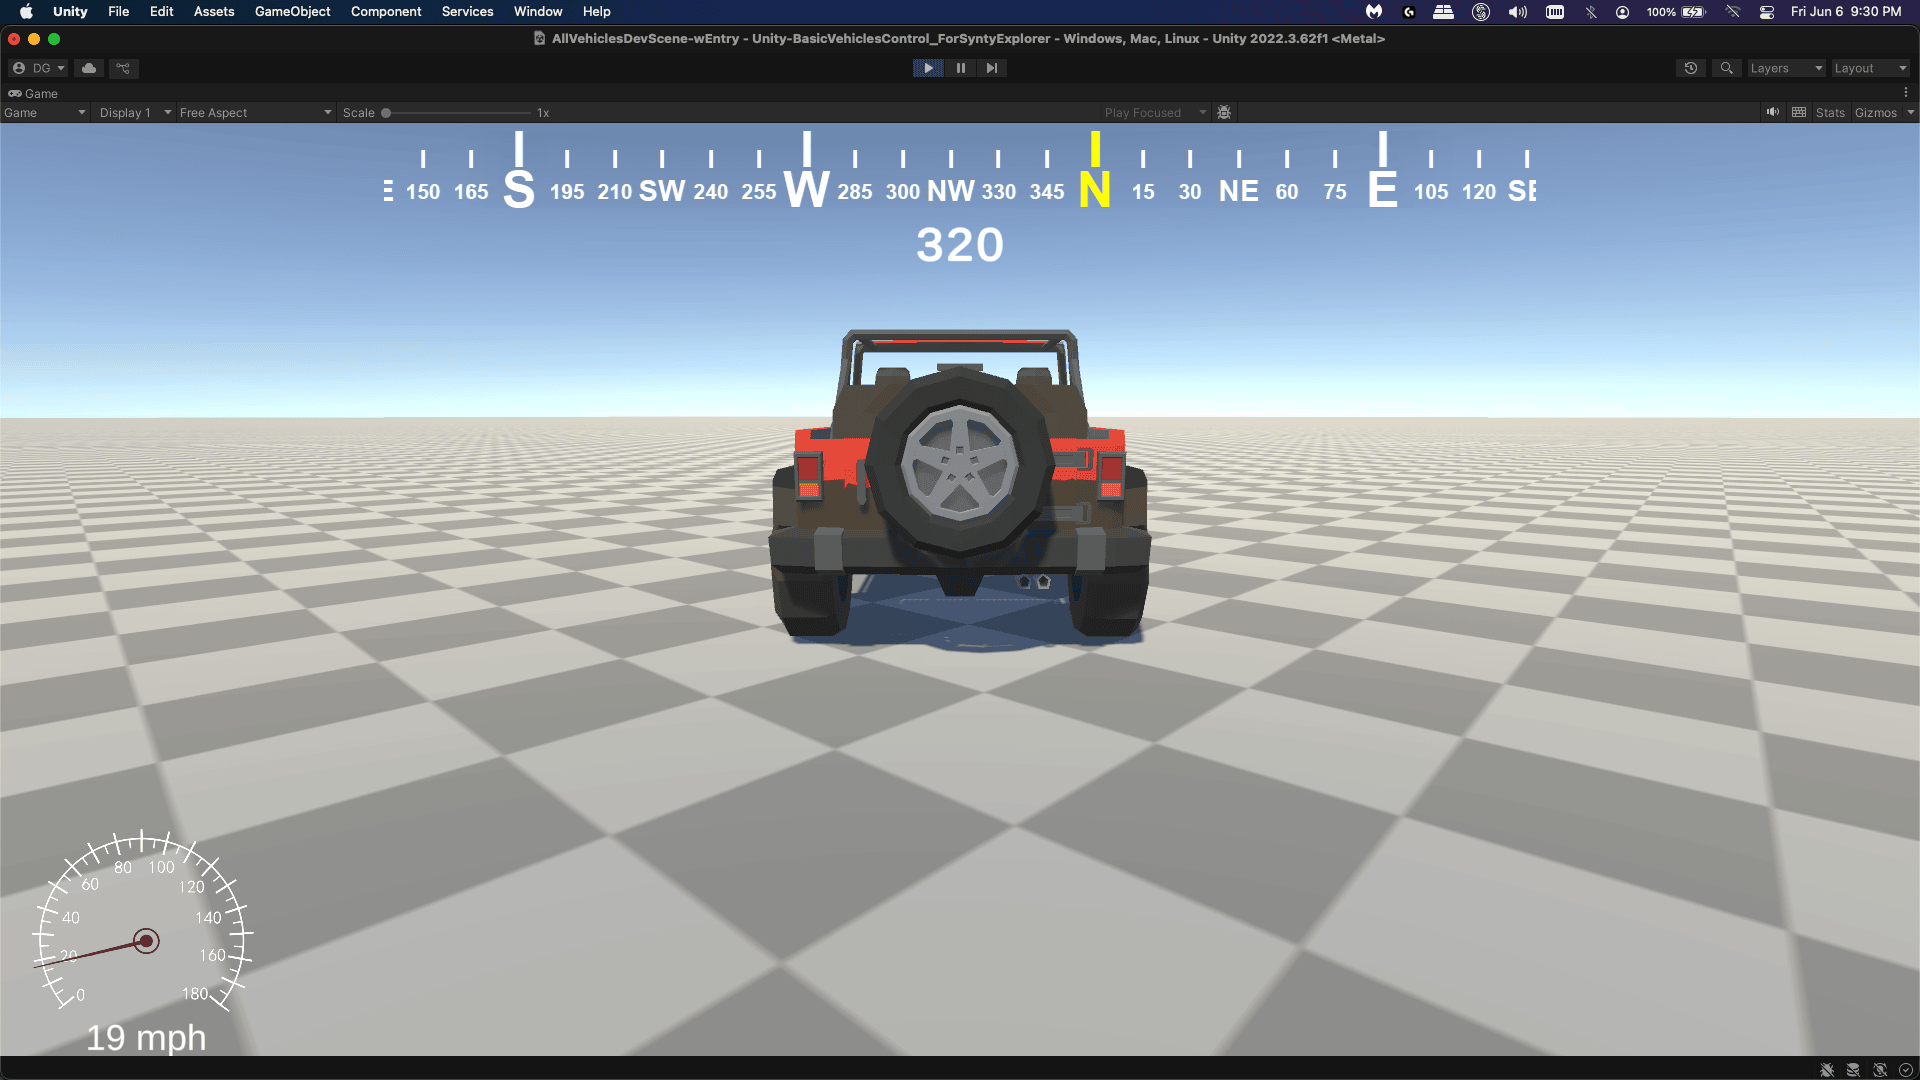 Unity File Edit Assets GameObject Component Services Window Help 100% Fri Jun 6 9:30 PM
AllVehiclesDevScene-wEntry - Unity-BasicVehiclesControl_ForSyntyExplorer - Windows, Mac, Linux - Unity 2022.3.62f1 <Metal>
DG Layers Layout
Game
Game Display 1 Free Aspect Scale 1x Play Focused Stats Gizmos
150 165 S 195 210 SW 240 255 W 285 300 NW 330 345 N 15 30 NE 60 75 E 105 120 SE
320
80 100
60 120
40 140
20 160
0 180
19 mph